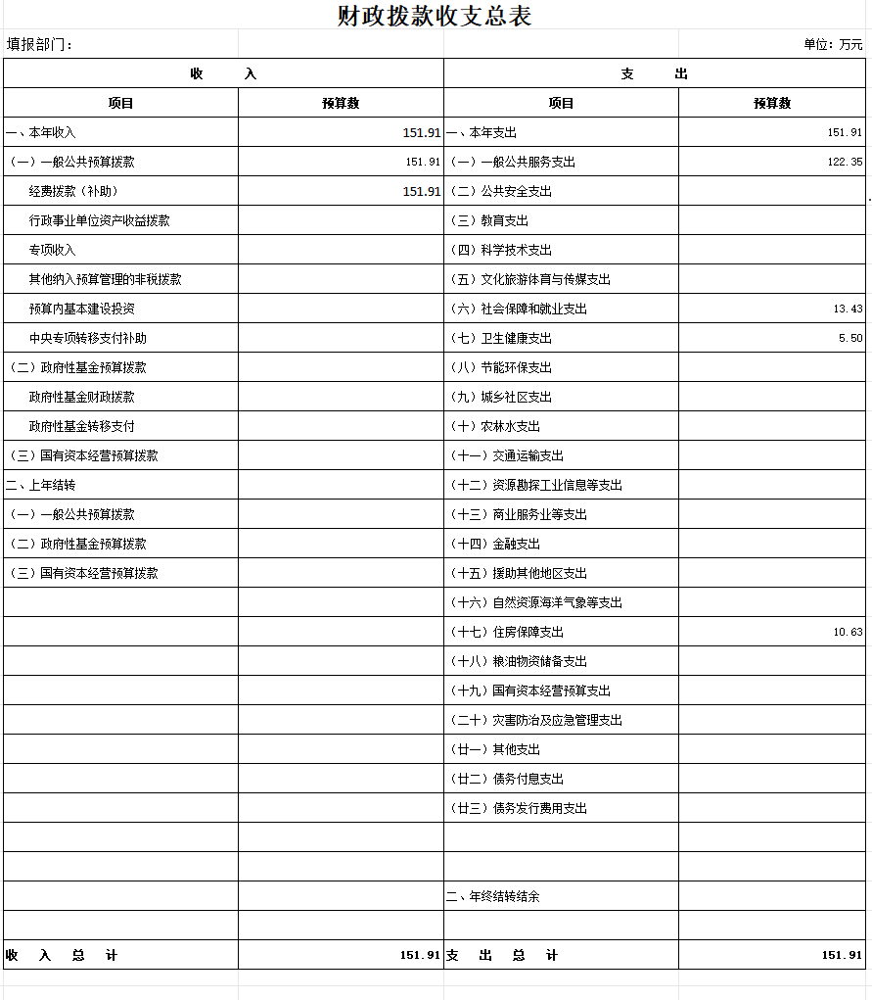 财政拨款收支总表
填报部门： 单位：万元
收 入 支 出
项目 预算数 项目 预算数
一、本年收入 151.91 一、本年支出 151.91
（一）一般公共预算拨款 151.91 （一）一般公共服务支出 122.35
经费拨款（补助） 151.91 （二）公共安全支出
行政事业单位资产收益拨款 （三）教育支出
专项收入 （四）科学技术支出
其他纳入预算管理的非税拨款 （五）文化旅游体育与传媒支出
预算内基本建设投资 （六）社会保障和就业支出 13.43
中央专项转移支付补助 （七）卫生健康支出 5.50
（二）政府性基金预算拨款 （八）节能环保支出
政府性基金财政拨款 （九）城乡社区支出
政府性基金转移支付 （十）农林水支出
（三）国有资本经营预算拨款 （十一）交通运输支出
二、上年结转 （十二）资源勘探工业信息等支出
（一）一般公共预算拨款 （十三）商业服务业等支出
（二）政府性基金预算拨款 （十四）金融支出
（三）国有资本经营预算拨款 （十五）援助其他地区支出
（十六）自然资源海洋气象等支出
（十七）住房保障支出 10.63
（十八）粮油物资储备支出
（十九）国有资本经营预算支出
（二十）灾害防治及应急管理支出
（廿一）其他支出
（廿二）债务付息支出
（廿三）债务发行费用支出
二、年终结转结余
收 入 总 计 151.91 支 出 总 计 151.91